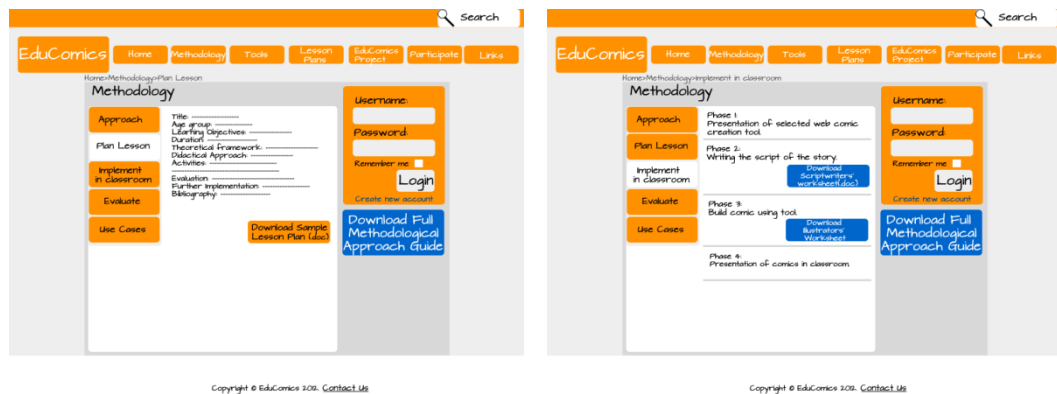 Search
EduComics
Home
Methodology
Tools
Lesson
Plans
EduComics
Project
Participate
Links
Home>Methodology>Plan Lesson
Methodology
Approach
Plan Lesson
Implement
in classroom
Evaluate
Use Cases
Title: --------------
Age group: --------------
Learning Objectives: --------------
Duration: --------------
Theoretical framework: --------------
Didactical Approach: --------------
Activities: --------------
Evaluation: --------------
Further Implementation: --------------
Bibliography: --------------
Download Sample
Lesson Plan (doc)
Username:
Password:
Remember me
Login
Create new account
Download Full
Methodological
Approach Guide
Copyright © EduComics 2012. Contact Us
Search
EduComics
Home
Methodology
Tools
Lesson
Plans
EduComics
Project
Participate
Links
Home>Methodology>Implement in classroom
Methodology
Approach
Plan Lesson
Implement
in classroom
Evaluate
Use Cases
Phase 1:
Presentation of selected web comic
creation tool.
Phase 2:
Writing the script of the story.
Download
Scriptwriters'
worksheet(doc)
Phase 3:
Build comic using tool.
Download
Illustrators'
Worksheet
Phase 4:
Presentation of comics in classroom.
Username:
Password:
Remember me
Login
Create new account
Download Full
Methodological
Approach Guide
Copyright © EduComics 2012. Contact Us